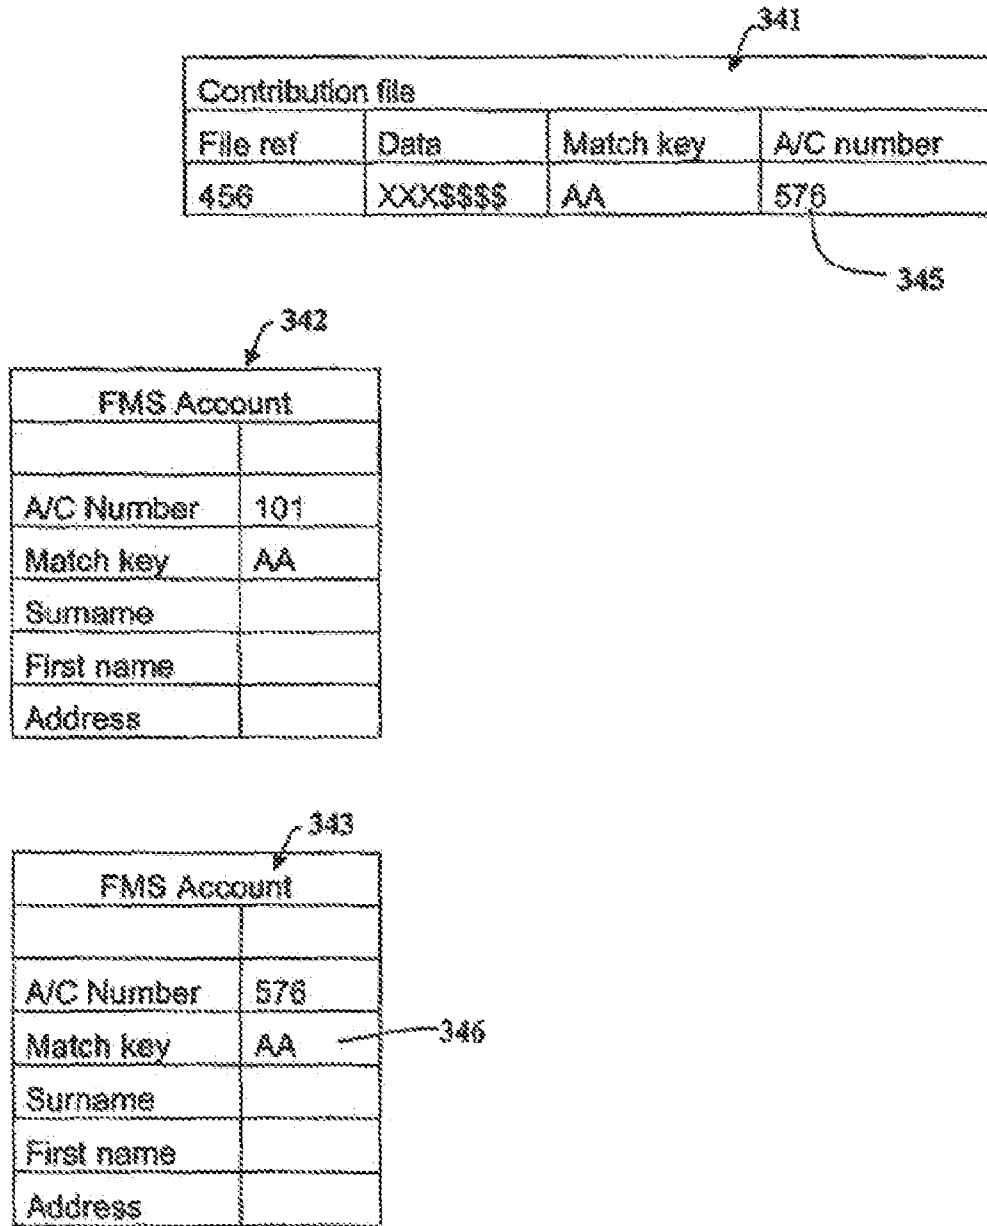 341
Contribution file
File ref Data Match key A/C number
456 XXX$$$$ AA 576
345
342
FMS Account
A/C Number 101
Match key AA
Surname
First name
Address
343
FMS Account
A/C Number 576
Match key AA 346
Surname
First name
Address